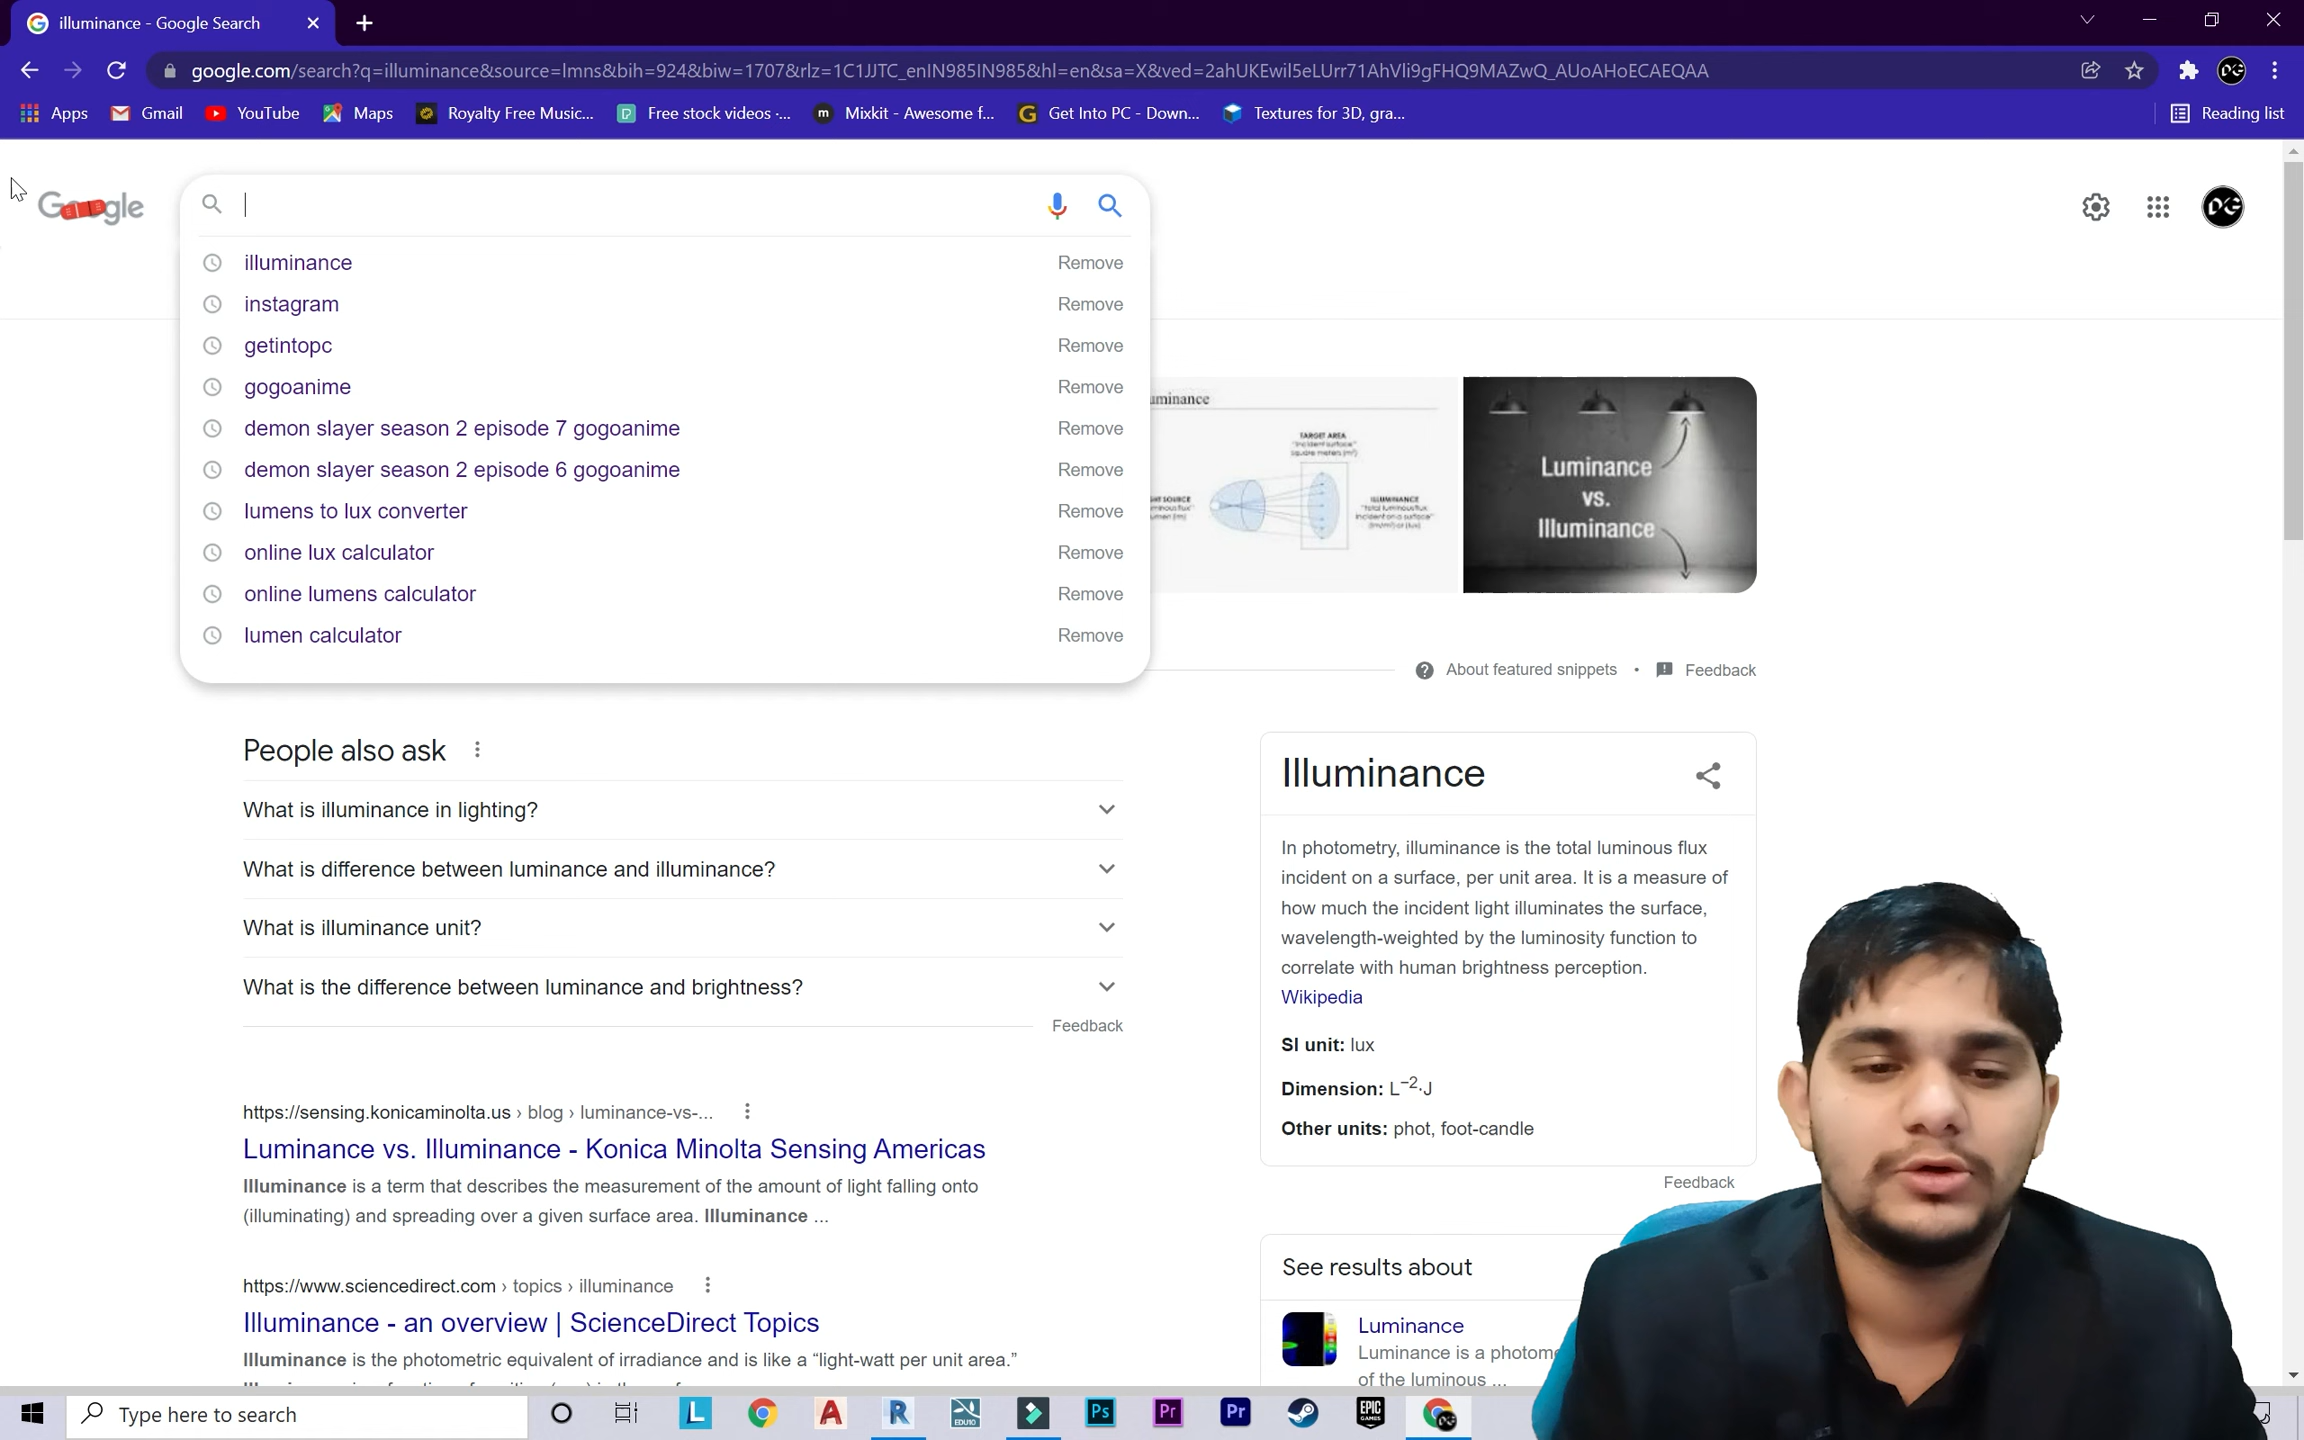 illuminance - Google Search
google.com/search?q=illuminance&source=lmns&bih=924&biw=1707&rlz=1C1JJTC_enIN985IN985&hl=en&sa=X&ved=2ahUKEwil5eLUrr71AhVli9gFHQ9MAZwQ_AUoAHoECAEQAA
Apps Gmail YouTube Maps Royalty Free Music... Free stock videos -... Mixkit - Awesome f... Get Into PC - Down... Textures for 3D, gra... Reading list
Google
illuminance Remove
instagram Remove
getintopc Remove
gogoanime Remove
demon slayer season 2 episode 7 gogoanime Remove
demon slayer season 2 episode 6 gogoanime Remove
lumens to lux converter Remove
online lux calculator Remove
online lumens calculator Remove
lumen calculator Remove
TARGET AREA
Luminance
vs.
Illuminance
About featured snippets • Feedback
People also ask
What is illuminance in lighting?
What is difference between luminance and illuminance?
What is illuminance unit?
What is the difference between luminance and brightness?
Feedback
https://sensing.konicaminolta.us › blog › luminance-vs-...
Luminance vs. Illuminance - Konica Minolta Sensing Americas
Illuminance is a term that describes the measurement of the amount of light falling onto
(illuminating) and spreading over a given surface area. Illuminance ...
https://www.sciencedirect.com › topics › illuminance
Illuminance - an overview | ScienceDirect Topics
Illuminance is the photometric equivalent of irradiance and is like a “light-watt per unit area.”
Illuminance
In photometry, illuminance is the total luminous flux
incident on a surface, per unit area. It is a measure of
how much the incident light illuminates the surface,
wavelength-weighted by the luminosity function to
correlate with human brightness perception.
Wikipedia
SI unit: lux
Dimension: L⁻²·J
Other units: phot, foot-candle
Feedback
See results about
Luminance
Luminance is a photome
of the luminous ...
Type here to search
L A R EDU10 Ps Pr Pr EPIC GAMES